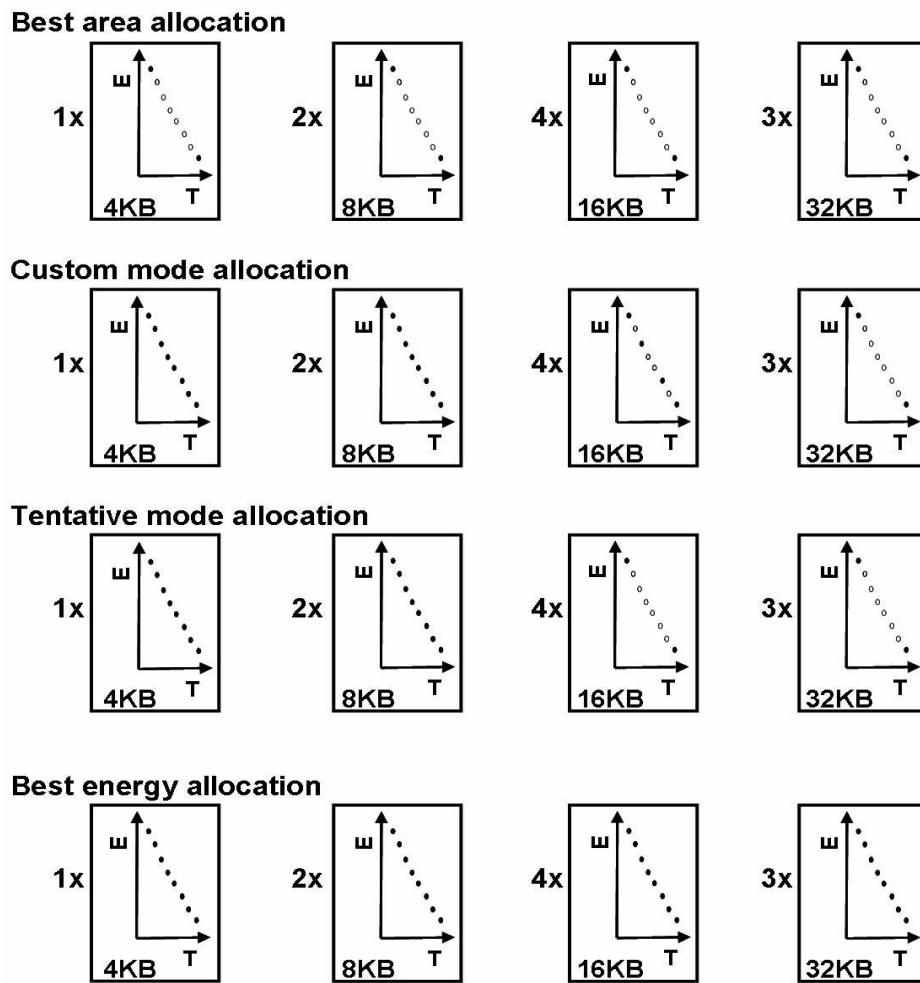 Best area allocation
1x E T 4KB 2x E T 8KB 4x E T 16KB 3x E T 32KB
Custom mode allocation
1x E T 4KB 2x E T 8KB 4x E T 16KB 3x E T 32KB
Tentative mode allocation
1x E T 4KB 2x E T 8KB 4x E T 16KB 3x E T 32KB
Best energy allocation
1x E T 4KB 2x E T 8KB 4x E T 16KB 3x E T 32KB